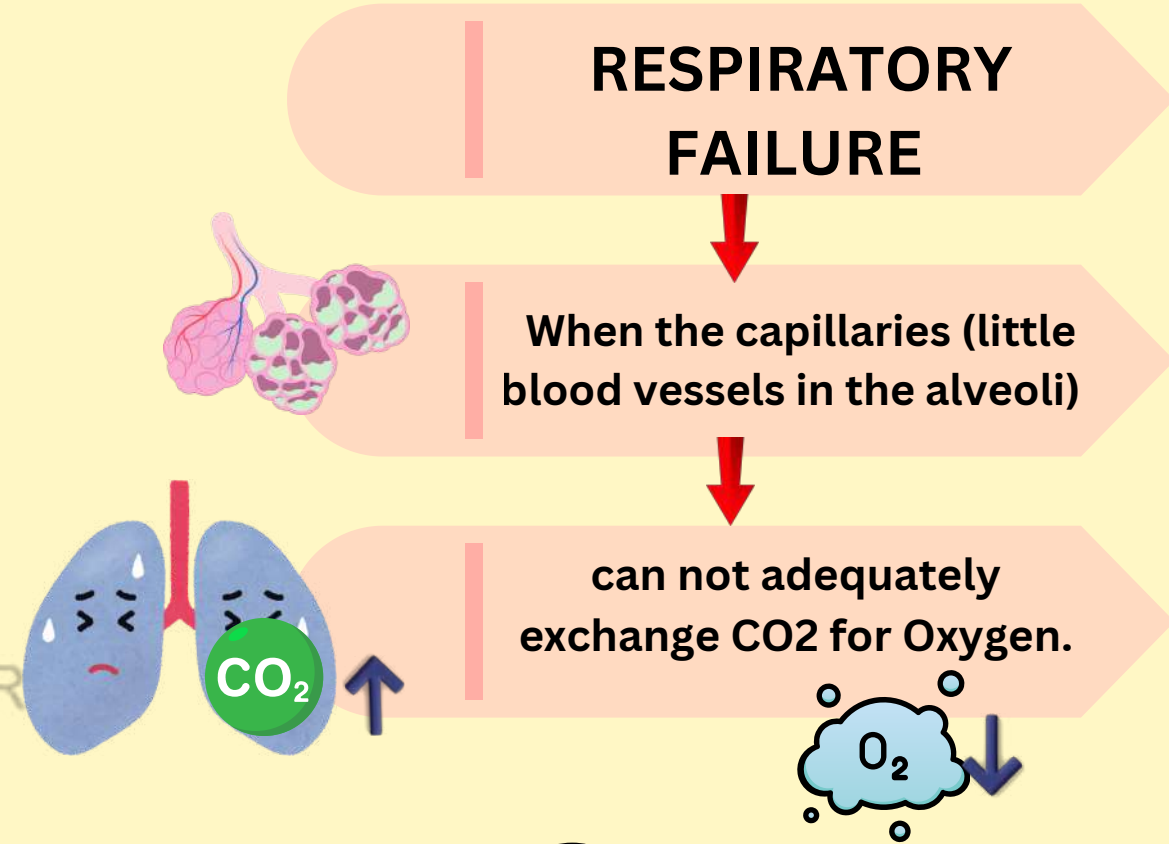 RESPIRATORY
FAILURE
When the capillaries (little
blood vessels in the alveoli)
can not adequately
exchange CO2 for Oxygen.
CO₂
R
O₂